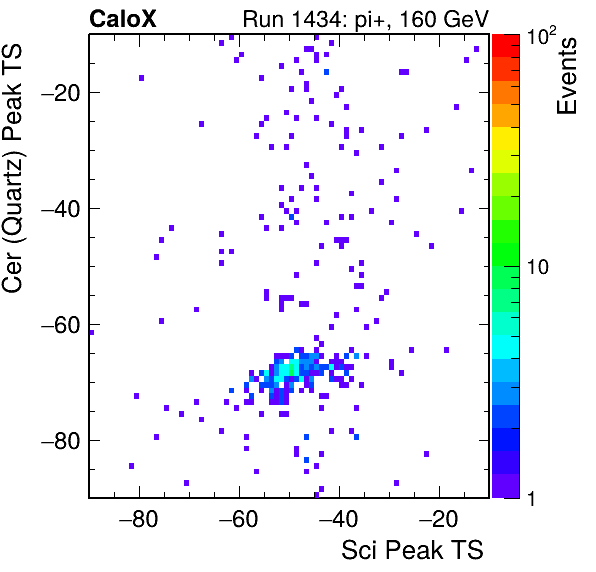 CaloX Run 1434: pi+, 160 GeV
Cer (Quartz) Peak TS
−20
−40
−60
−80
−80 −60 −40 −20
Sci Peak TS
10²
10
1
Events